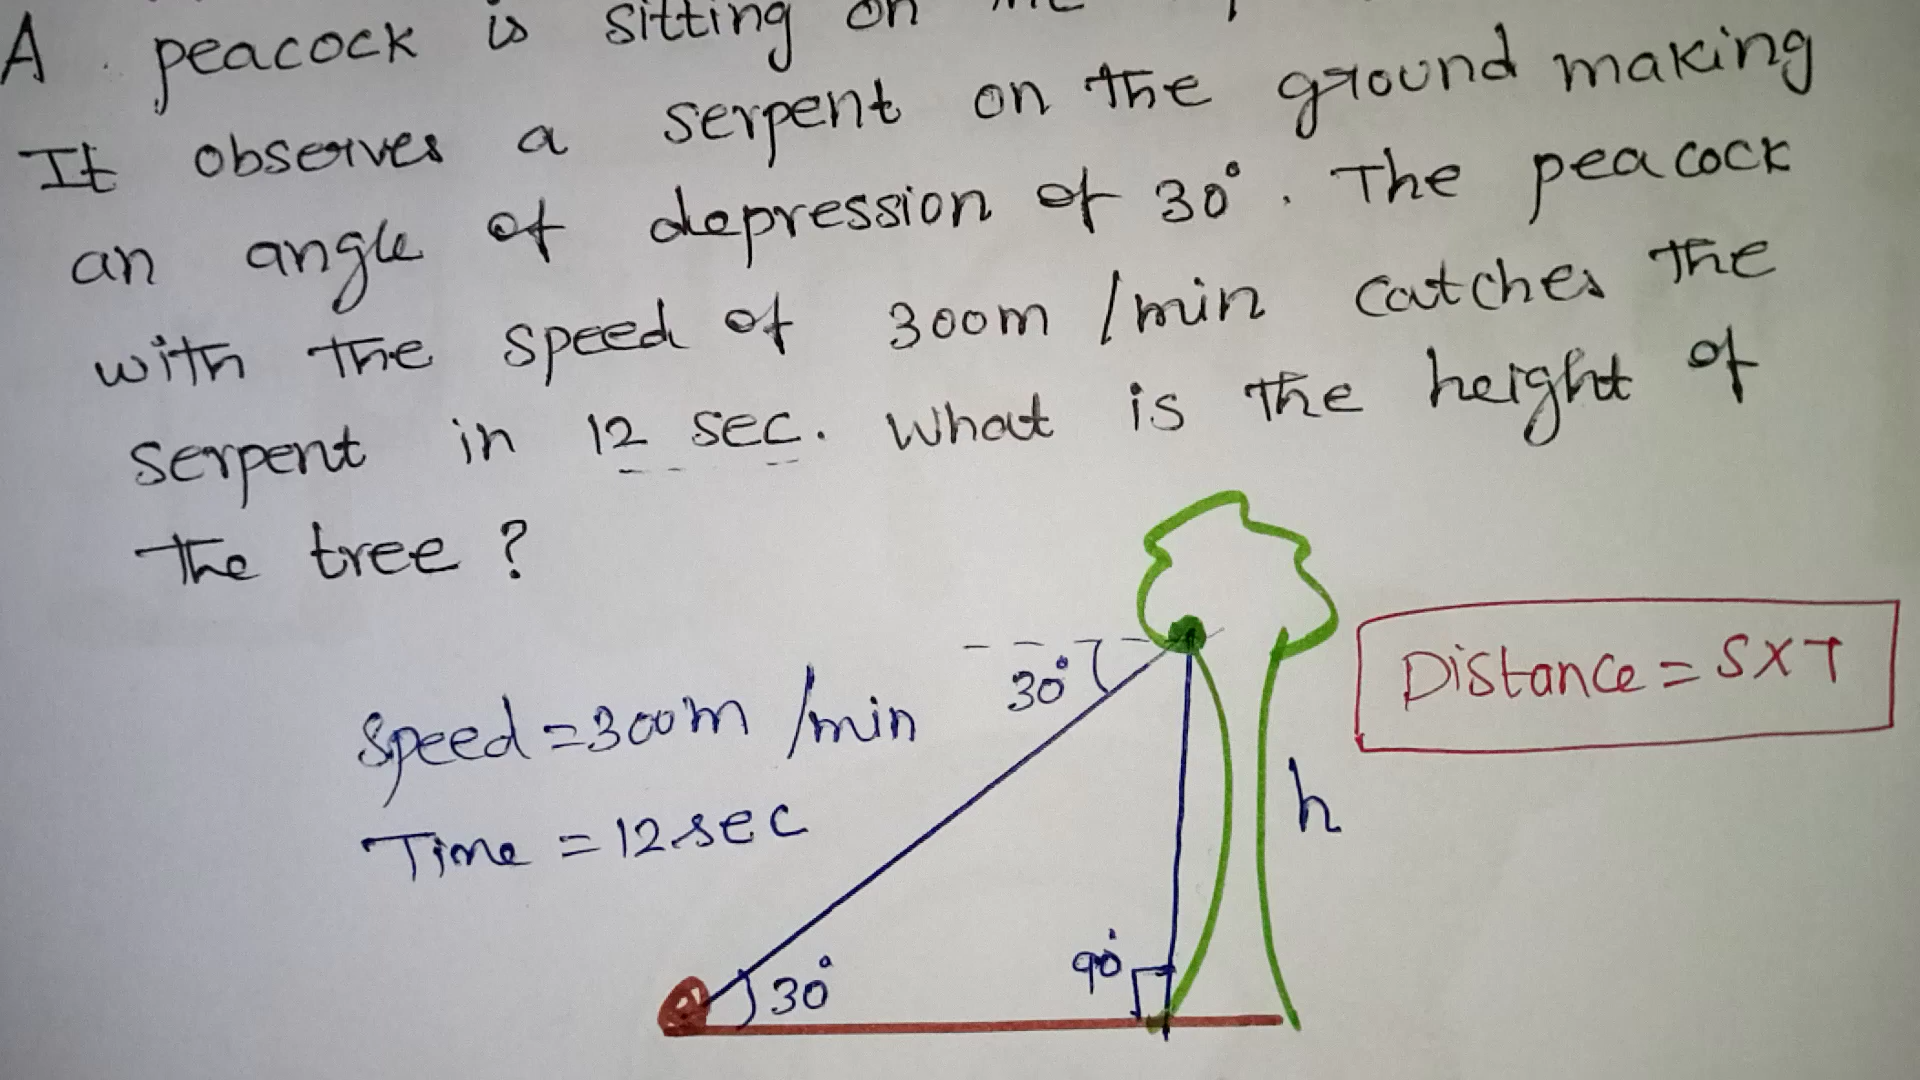 A peacock is sitting on
It observes a serpent on the ground making
an angle of depression of 30°. The peacock
with the speed of 300m /min catches the
serpent in 12 sec. What is the height of
the tree ?
30°
Distance = S X T
Speed = 300m /min
h
Time = 12 sec
90°
30°